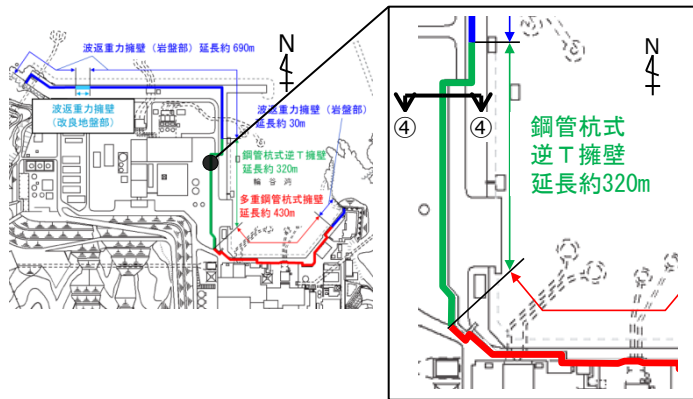 波返重力擁壁（岩盤部）延長約690m
N
波返重力擁壁
（改良地盤部）
波返重力擁壁（岩盤部）
延長約30m
鋼管杭式逆Ｔ擁壁
延長約320m
輪谷湾
多重鋼管杭式擁壁
延長約430m
N
④
④
鋼管杭式
逆Ｔ擁壁
延長約320m